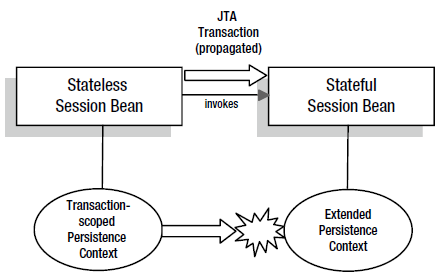 JTA
Transaction
(propagated)
Stateless
Session Bean
invokes
Stateful
Session Bean
Transaction-
scoped
Persistence
Context
Extended
Persistence
Context